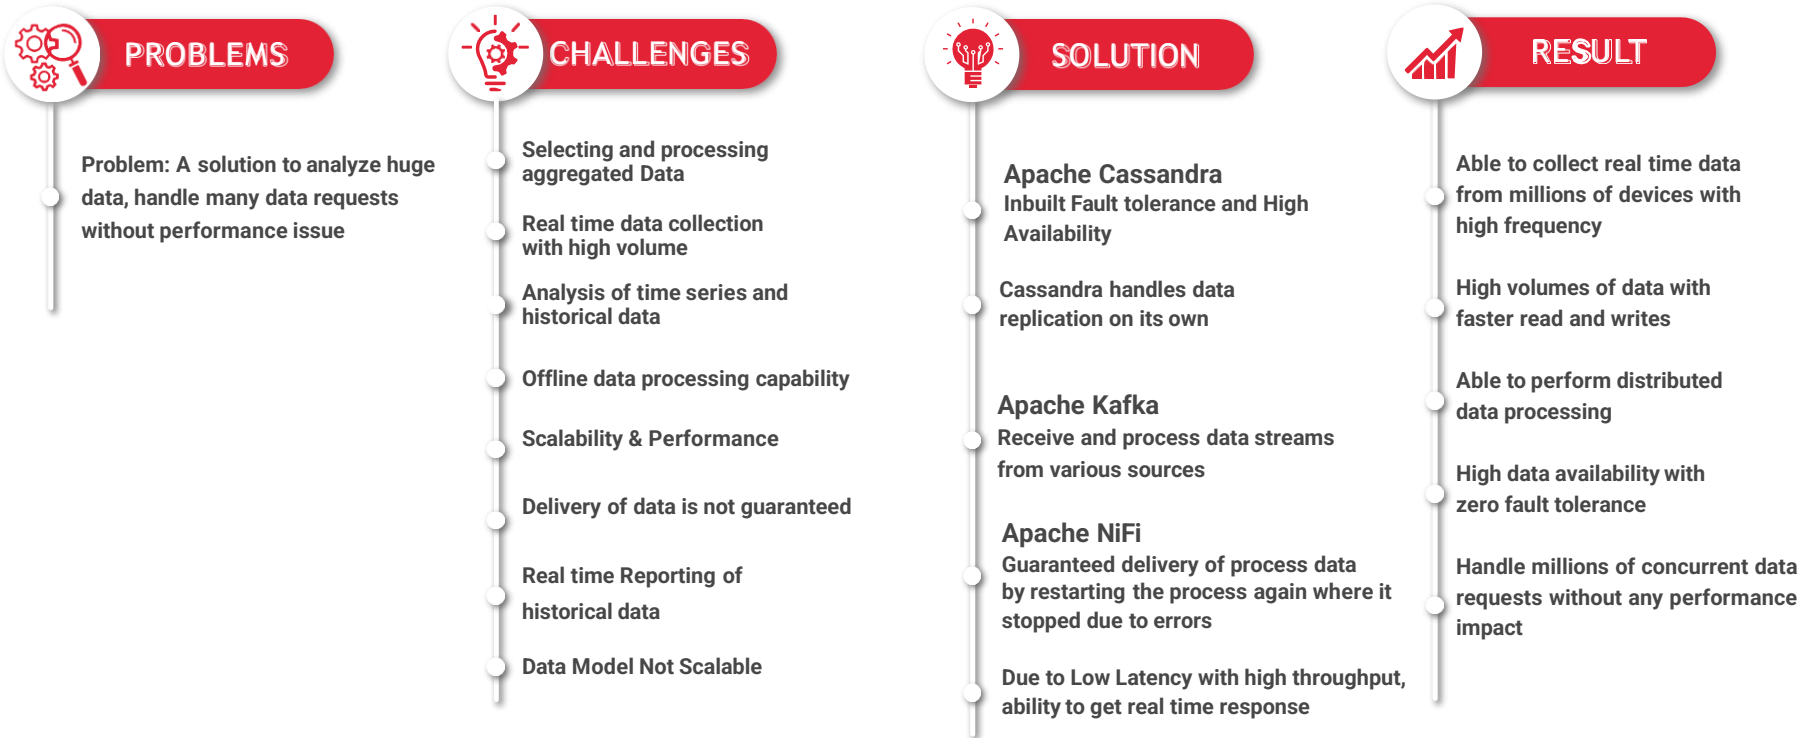 PROBLEMS
Problem: A solution to analyze huge
data, handle many data requests
without performance issue
CHALLENGES
Selecting and processing
aggregated Data
Real time data collection
with high volume
Analysis of time series and
historical data
Offline data processing capability
Scalability & Performance
Delivery of data is not guaranteed
Real time Reporting of
historical data
Data Model Not Scalable
SOLUTION
Apache Cassandra
Inbuilt Fault tolerance and High
Availability
Cassandra handles data
replication on its own
Apache Kafka
Receive and process data streams
from various sources
Apache NiFi
Guaranteed delivery of process data
by restarting the process again where it
stopped due to errors
Due to Low Latency with high throughput,
ability to get real time response
RESULT
Able to collect real time data
from millions of devices with
high frequency
High volumes of data with
faster read and writes
Able to perform distributed
data processing
High data availability with
zero fault tolerance
Handle millions of concurrent data
requests without any performance
impact